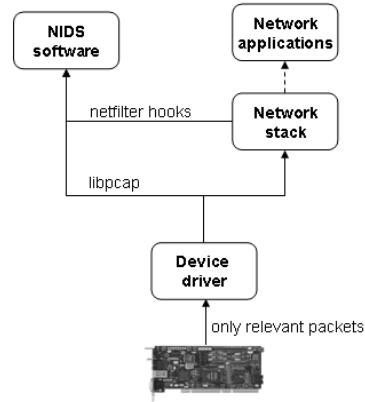 NIDS
software
Network
applications
netfilter hooks
Network
stack
libpcap
Device
driver
only relevant packets